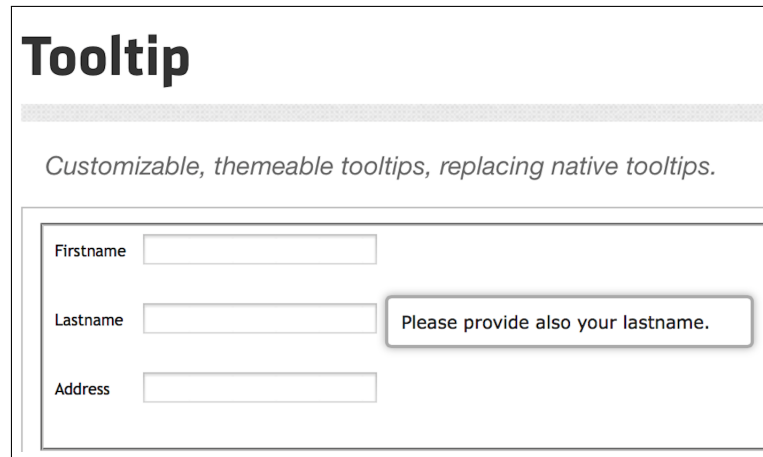 Tooltip
Customizable, themeable tooltips, replacing native tooltips.
Firstname
Lastname
Please provide also your lastname.
Address